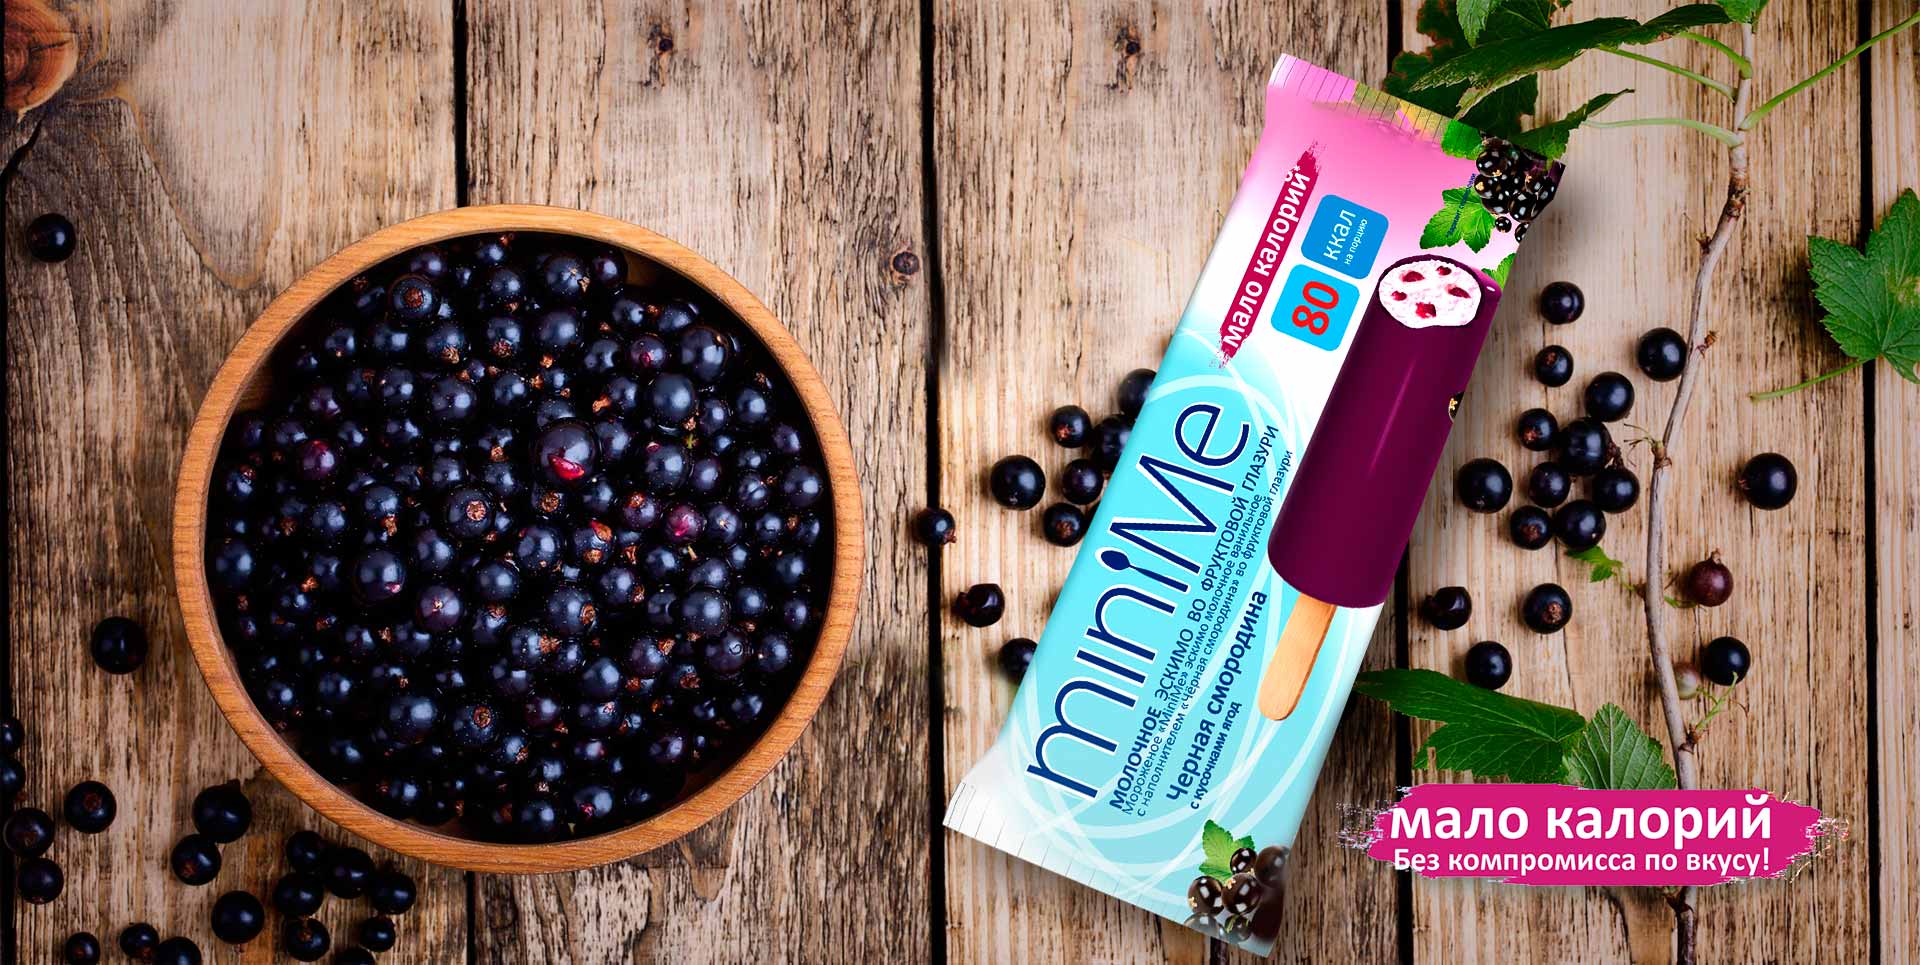 мало калорий
80
ккал
на порцию
miniMe
МОЛОЧНОЕ ЭСКИМО ВО ФРУКТОВОЙ ГЛАЗУРИ
Мороженое «MiniMe» эскимо молочное ванильное
с наполнителем «Чёрная смородина» во фруктовой глазури
Черная смородина
с кусочками ягод
мало калорий
Без компромисса по вкусу!